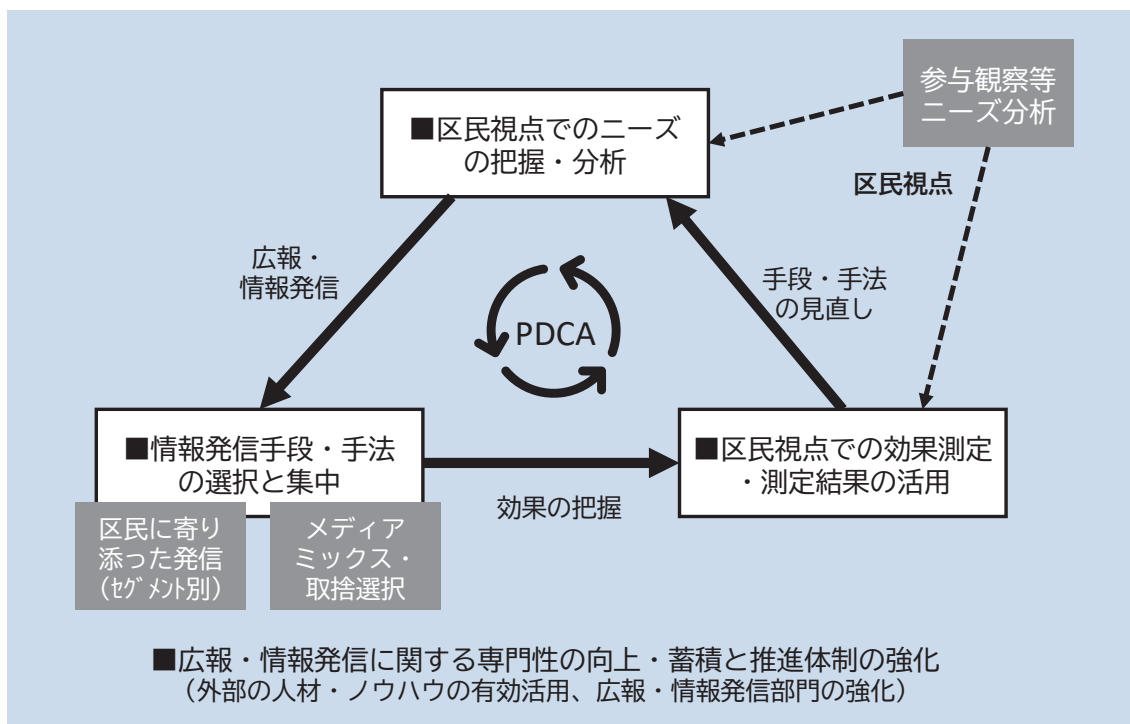 参与観察等
ニーズ分析
■区民視点でのニーズ
の把握・分析
区民視点
広報・
情報発信
手段・手法
の見直し
PDCA
■情報発信手段・手法
の選択と集中
■区民視点での効果測定
・測定結果の活用
効果の把握
区民に寄り
添った発信
(ｾｸﾞﾒﾝﾄ別)
メディア
ミックス・
取捨選択
■広報・情報発信に関する専門性の向上・蓄積と推進体制の強化
（外部の人材・ノウハウの有効活用、広報・情報発信部門の強化）